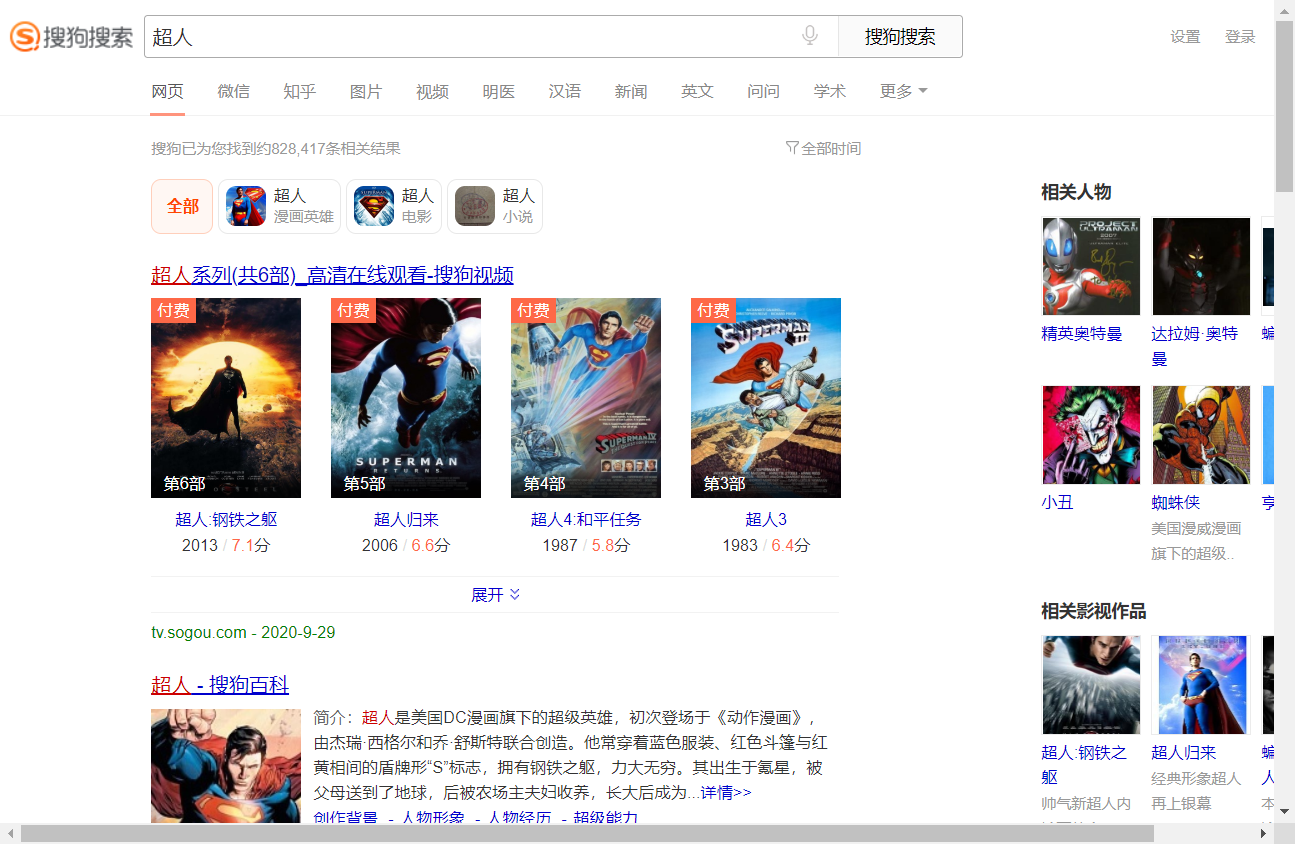 搜狗搜索
超人
搜狗搜索
设置
登录
网页
微信
知乎
图片
视频
明医
汉语
新闻
英文
问问
学术
更多
搜狗已为您找到约828,417条相关结果
全部时间
全部
超人
漫画英雄
超人
电影
超人
小说
超人系列(共6部)_高清在线观看-搜狗视频
付费
第6部
超人:钢铁之躯
2013 / 7.1分
付费
SUPERMAN
RETURNS
第5部
超人归来
2006 / 6.6分
付费
SUPERMAN IV
第4部
超人4:和平任务
1987 / 5.8分
付费
SUPERMAN
III
第3部
超人3
1983 / 6.4分
展开
tv.sogou.com - 2020-9-29
超人 - 搜狗百科
简介：超人是美国DC漫画旗下的超级英雄，初次登场于《动作漫画》，
由杰瑞·西格尔和乔·舒斯特联合创造。他常穿着蓝色服装、红色斗篷与红
黄相间的盾牌形“S”标志，拥有钢铁之躯，力大无穷。其出生于氪星，被
父母送到了地球，后被农场主夫妇收养，长大后成为...详情>>
创作背景 - 人物形象 - 人物经历 - 超级能力
相关人物
PROJECT
ULTRAMAN
2007
精英奥特曼
达拉姆·奥特
曼
小丑
蜘蛛侠
美国漫威漫画
旗下的超级..
相关影视作品
超人:钢铁之
躯
帅气新超人内
超人归来
经典形象超人
再上银幕
人